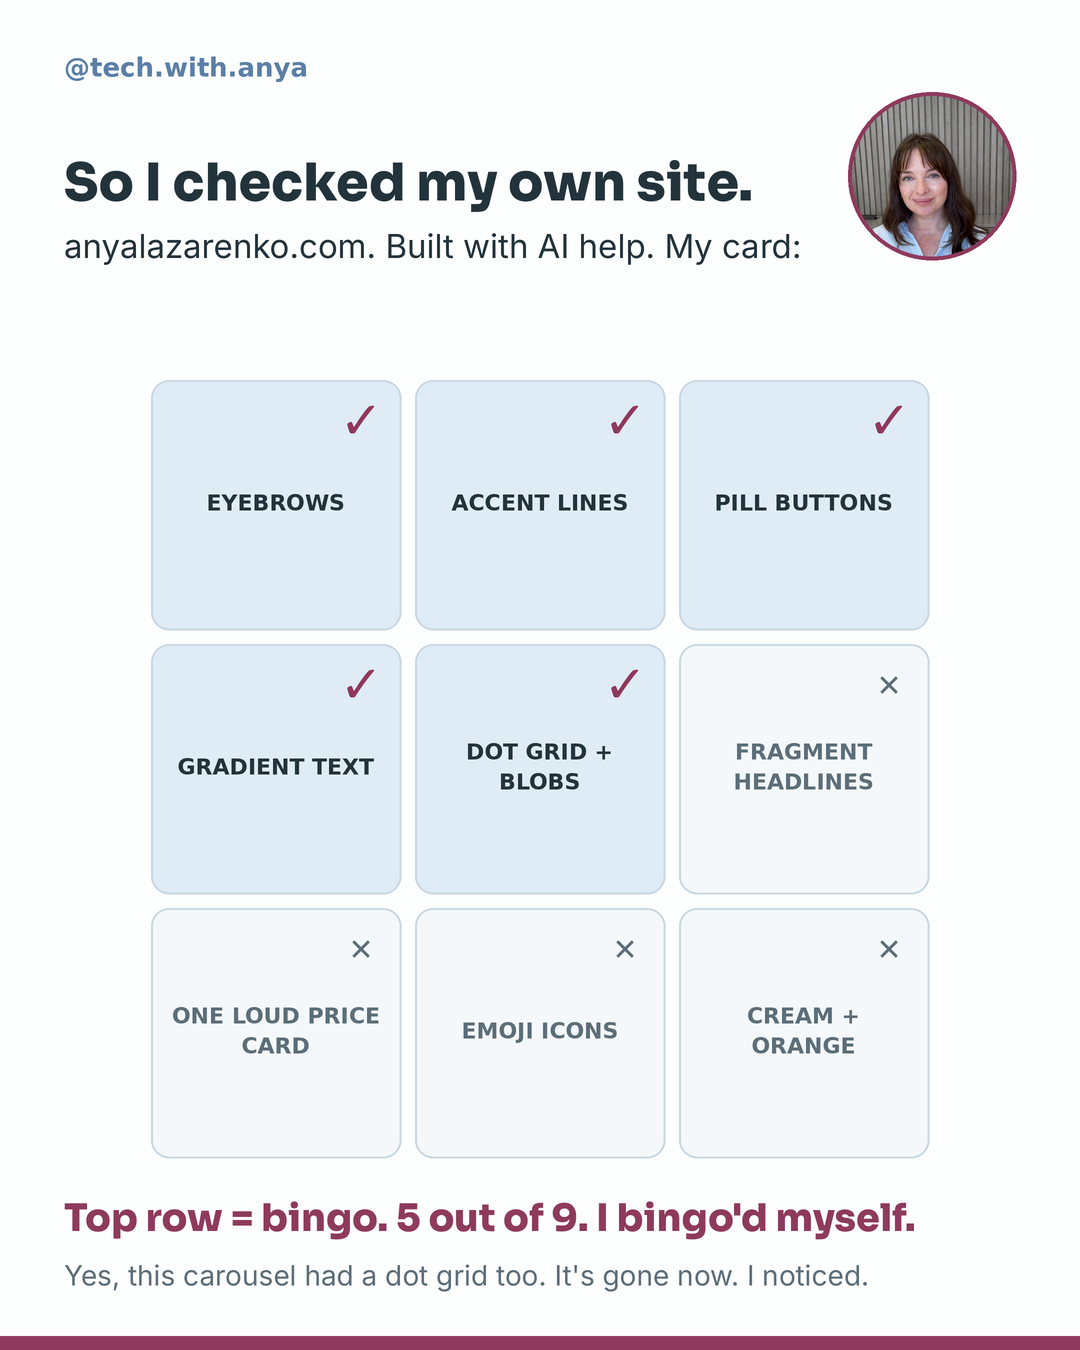 @tech.with.anya
So I checked my own site.
anyalazarenko.com. Built with AI help. My card:
✓
✓
✓
EYEBROWS
ACCENT LINES
PILL BUTTONS
✓
✓
✕
GRADIENT TEXT
DOT GRID +
BLOBS
FRAGMENT
HEADLINES
✕
✕
✕
ONE LOUD PRICE
CARD
EMOJI ICONS
CREAM +
ORANGE
Top row = bingo. 5 out of 9. I bingo'd myself.
Yes, this carousel had a dot grid too. It's gone now. I noticed.